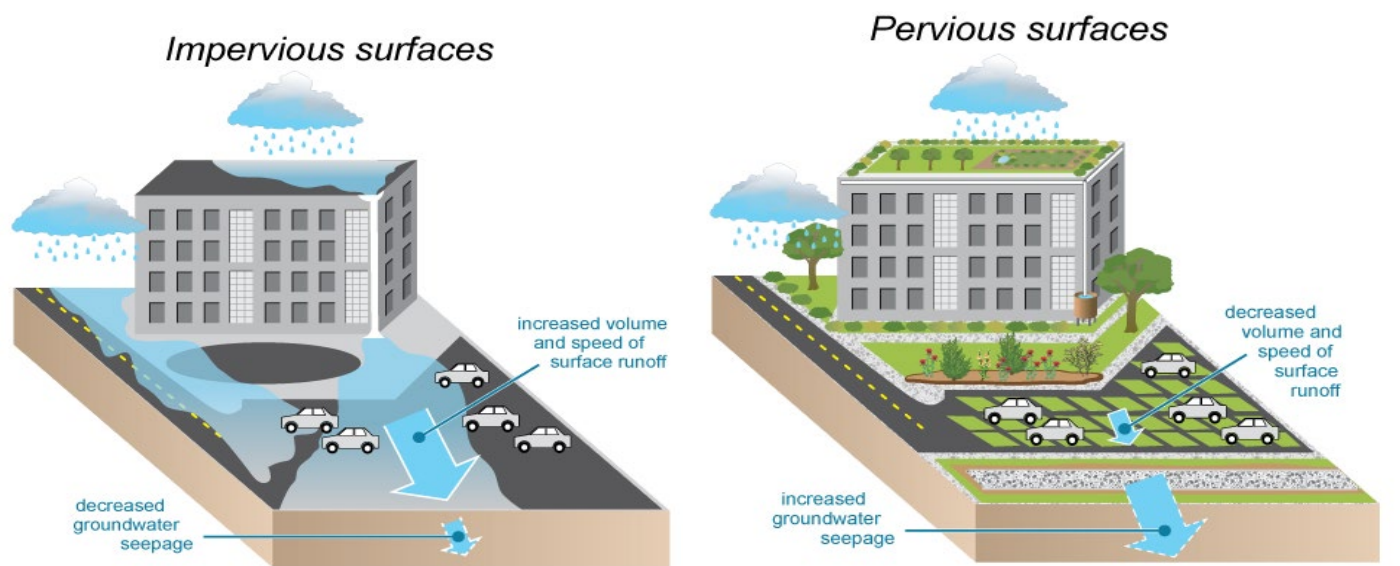 Impervious surfaces
increased volume
and speed of
surface runoff
decreased
groundwater
seepage
Pervious surfaces
decreased
volume and
speed of
surface
runoff
increased
groundwater
seepage